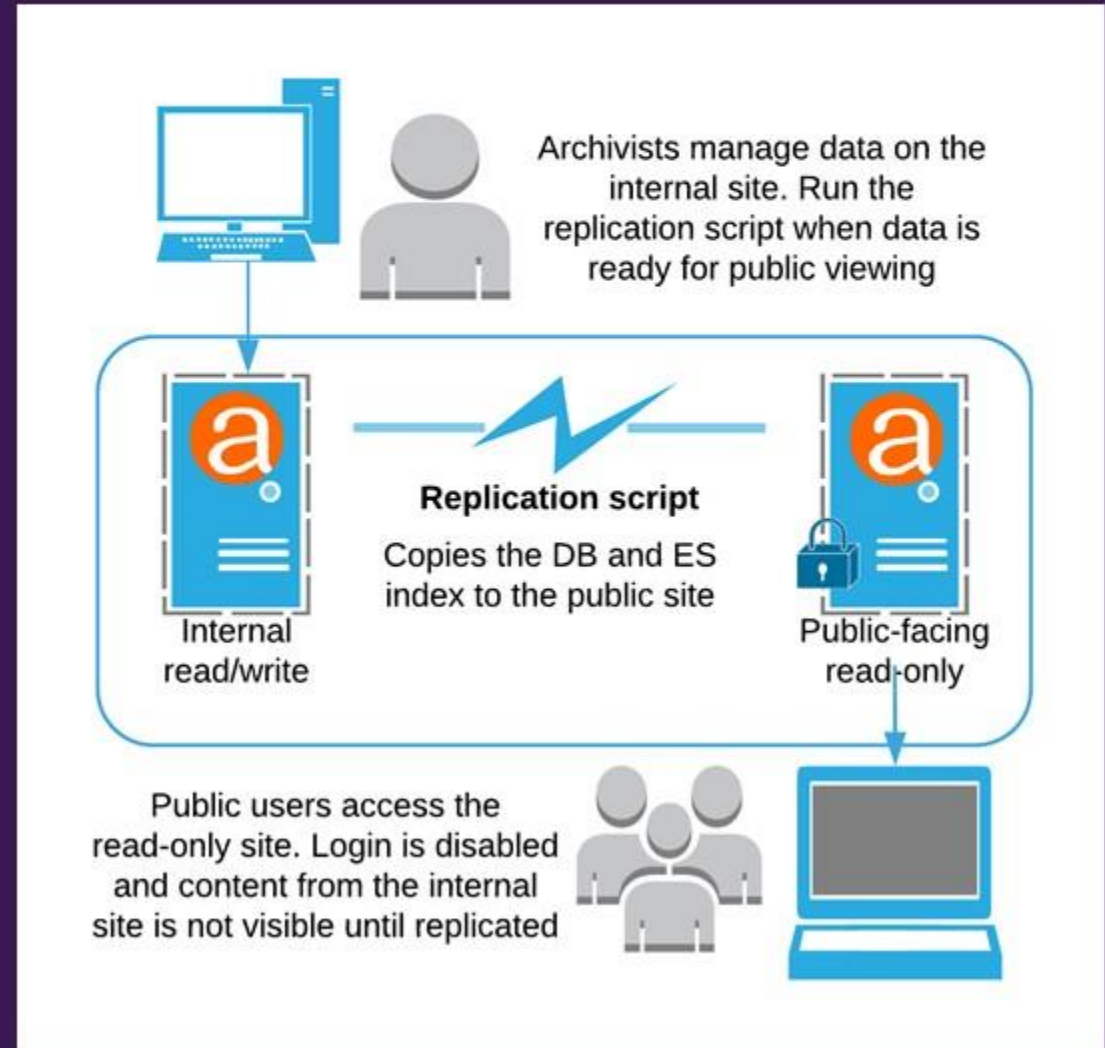 Archivists manage data on the
internal site. Run the
replication script when data is
ready for public viewing
a
a
Replication script
Copies the DB and ES
index to the public site
Internal
read/write
Public-facing
read-only
Public users access the
read-only site. Login is disabled
and content from the internal
site is not visible until replicated